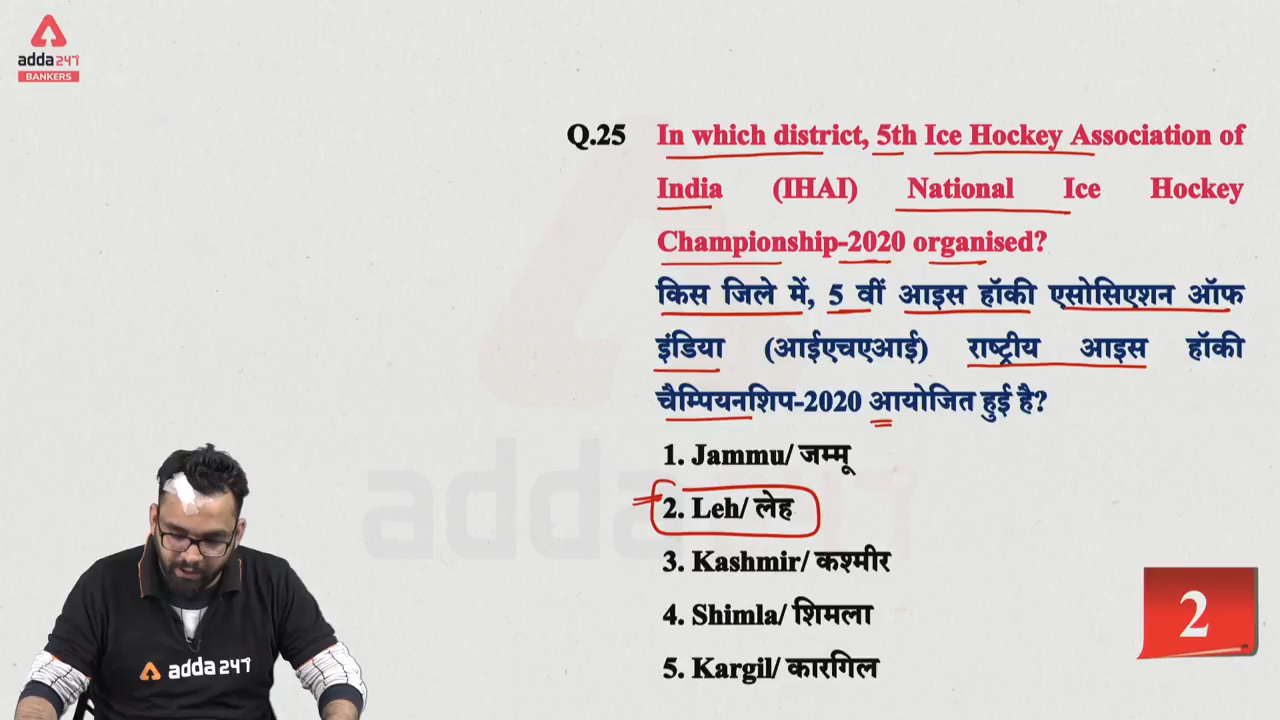 adda247
BANKERS
Q.25 In which district, 5th Ice Hockey Association of
India (IHAI) National Ice Hockey
Championship-2020 organised?
किस जिले में, 5 वीं आइस हॉकी एसोसिएशन ऑफ
इंडिया (आईएचएआई) राष्ट्रीय आइस हॉकी
चैम्पियनशिप-2020 आयोजित हुई है?
1. Jammu/ जम्मू
2. Leh/ लेह
3. Kashmir/ कश्मीर
4. Shimla/ शिमला
5. Kargil/ कारगिल
2
adda247
adda247